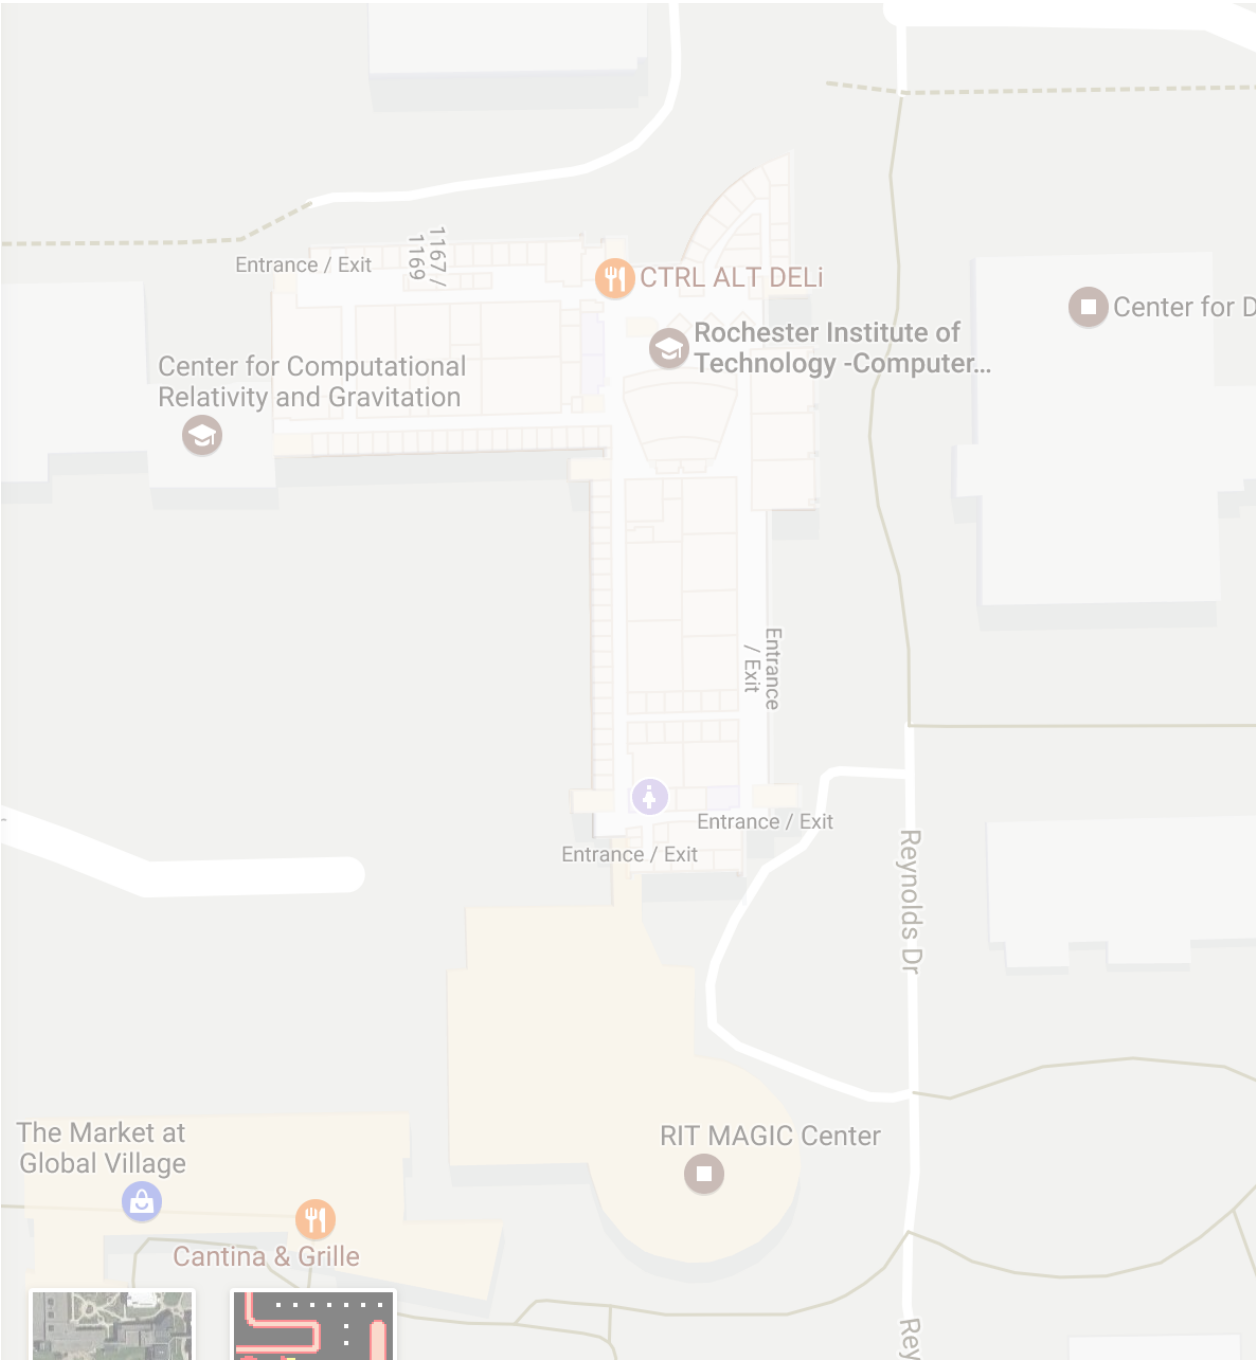 1167 /
1169
Entrance / Exit
CTRL ALT DELi
Center for D
Rochester Institute of
Technology -Computer...
Center for Computational
Relativity and Gravitation
Entrance
/ Exit
Entrance / Exit
Entrance / Exit
Reynolds Dr
The Market at
Global Village
RIT MAGIC Center
Cantina & Grille
Rey